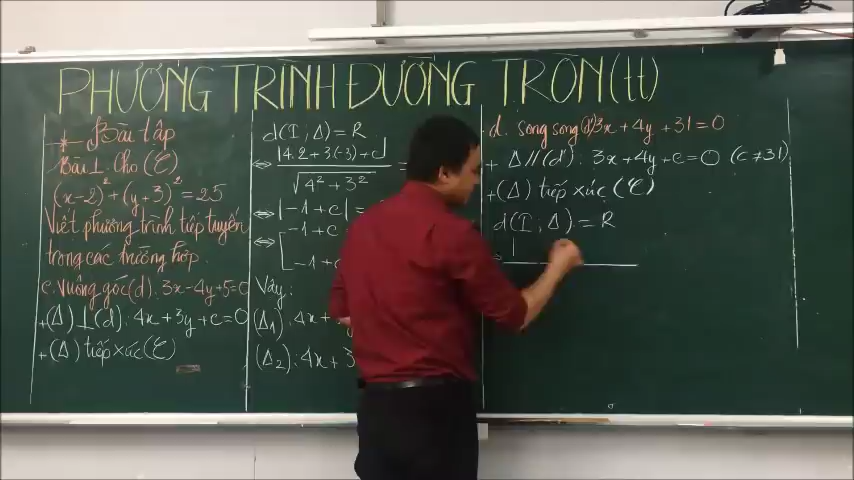 PHƯƠNG TRÌNH ĐƯỜNG TRÒN (tt)
* Bài tập
Bài 1. Cho (C)
(x-2)² + (y+3)² = 25
Viết phương trình tiếp tuyến
trong các trường hợp.
c. Vuông góc (d): 3x-4y+5=0
+(Δ)⊥(d): 4x+3y+c=0
+(Δ) tiếp xúc (C)
d(I;Δ)=R
⇔ |4.2+3(-3)+c| / √(4²+3²) =
⇔ |-1+c| =
⇔ [ -1+c
-1+c
Vậy:
(Δ1): 4x+
(Δ2): 4x+3
d. song song (d) 3x+4y+31=0
+ Δ//(d): 3x+4y+c=0 (c≠31)
+(Δ) tiếp xúc (C)
d(I;Δ)=R
⇔ |